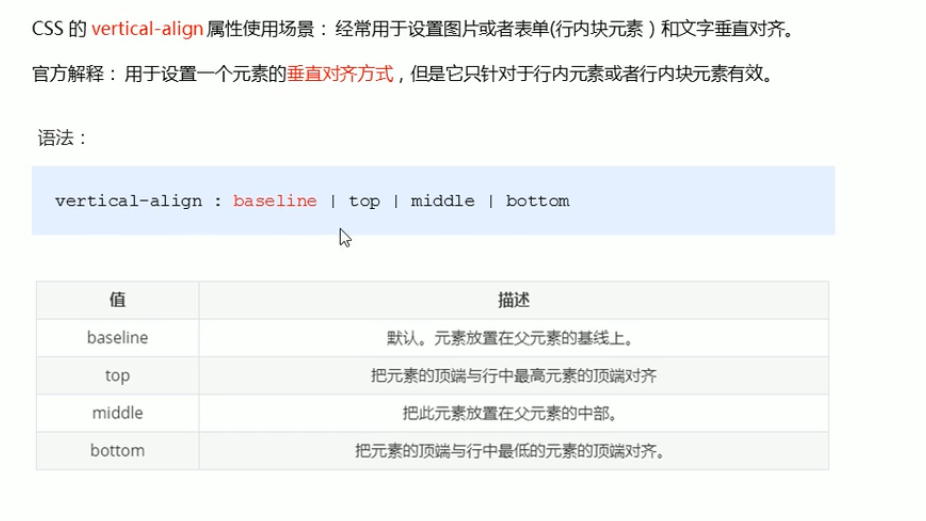 CSS 的 vertical-align 属性使用场景： 经常用于设置图片或者表单(行内块元素）和文字垂直对齐。
官方解释： 用于设置一个元素的垂直对齐方式，但是它只针对于行内元素或者行内块元素有效。
语法：
vertical-align : baseline | top | middle | bottom
值 描述
baseline 默认。元素放置在父元素的基线上。
top 把元素的顶端与行中最高元素的顶端对齐
middle 把此元素放置在父元素的中部。
bottom 把元素的顶端与行中最低的元素的顶端对齐。